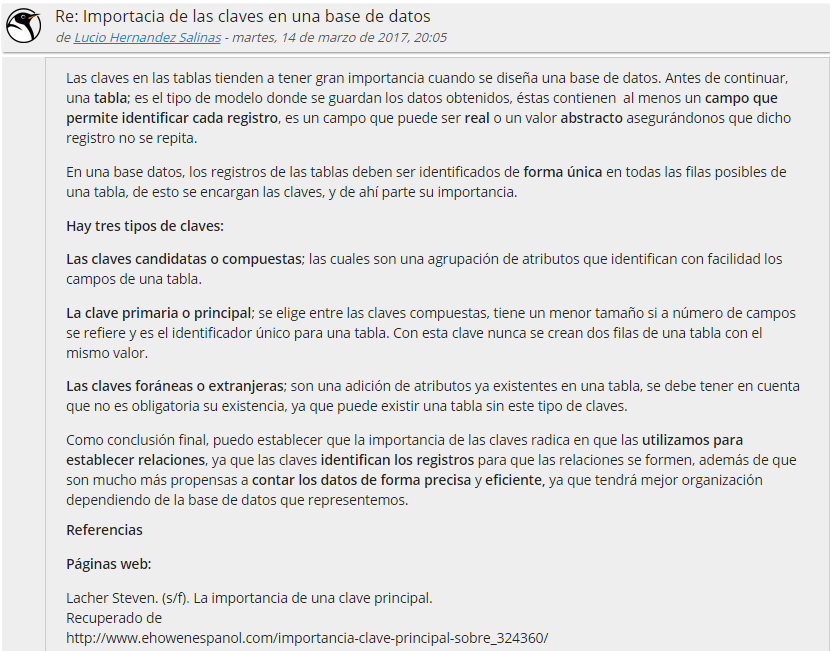 Re: Importacia de las claves en una base de datos
de Lucio Hernandez Salinas - martes, 14 de marzo de 2017, 20:05
Las claves en las tablas tienden a tener gran importancia cuando se diseña una base de datos. Antes de continuar,
una tabla; es el tipo de modelo donde se guardan los datos obtenidos, éstas contienen al menos un campo que
permite identificar cada registro, es un campo que puede ser real o un valor abstracto asegurándonos que dicho
registro no se repita.
En una base datos, los registros de las tablas deben ser identificados de forma única en todas las filas posibles de
una tabla, de esto se encargan las claves, y de ahí parte su importancia.
Hay tres tipos de claves:
Las claves candidatas o compuestas; las cuales son una agrupación de atributos que identifican con facilidad los
campos de una tabla.
La clave primaria o principal; se elige entre las claves compuestas, tiene un menor tamaño si a número de campos
se refiere y es el identificador único para una tabla. Con esta clave nunca se crean dos filas de una tabla con el
mismo valor.
Las claves foráneas o extranjeras; son una adición de atributos ya existentes en una tabla, se debe tener en cuenta
que no es obligatoria su existencia, ya que puede existir una tabla sin este tipo de claves.
Como conclusión final, puedo establecer que la importancia de las claves radica en que las utilizamos para
establecer relaciones, ya que las claves identifican los registros para que las relaciones se formen, además de que
son mucho más propensas a contar los datos de forma precisa y eficiente, ya que tendrá mejor organización
dependiendo de la base de datos que representemos.
Referencias
Páginas web:
Lacher Steven. (s/f). La importancia de una clave principal.
Recuperado de
http://www.ehowenespanol.com/importancia-clave-principal-sobre_324360/